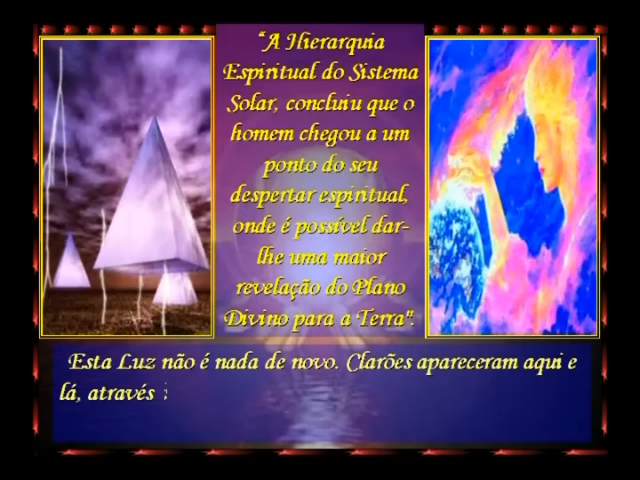 “A Hierarquia
Espiritual do Sistema
Solar, concluiu que o
homem chegou a um
ponto do seu
despertar espiritual,
onde é possível dar-
lhe uma maior
revelação do Plano
Divino para a Terra".
Esta Luz não é nada de novo. Clarões apareceram aqui e
lá, através